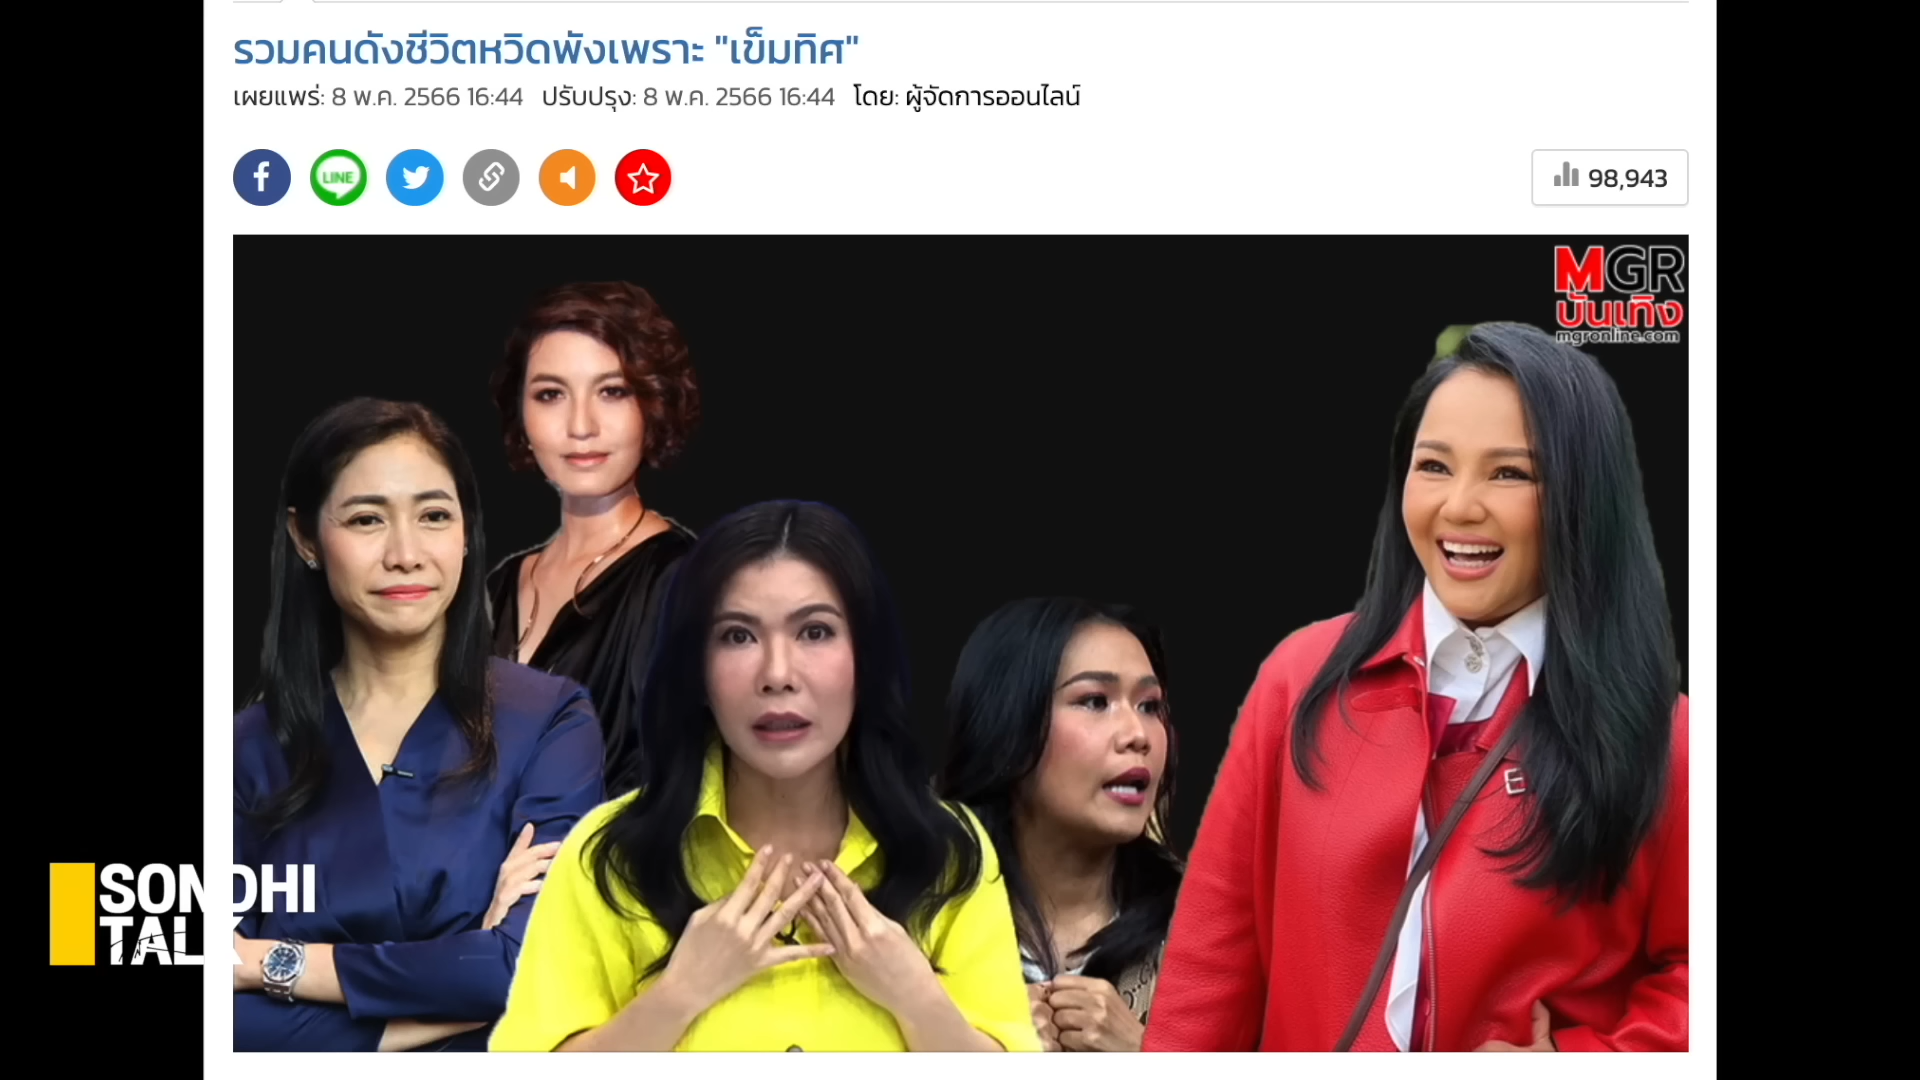 รวมคนดังชีวิตหวิดพังเพราะ "เข็มทิศ"
เผยแพร่: 8 พ.ค. 2566 16:44 ปรับปรุง: 8 พ.ค. 2566 16:44 โดย: ผู้จัดการออนไลน์
LINE
98,943
MGR
บันเทิง
mgronline.com
SONDHI
TALK